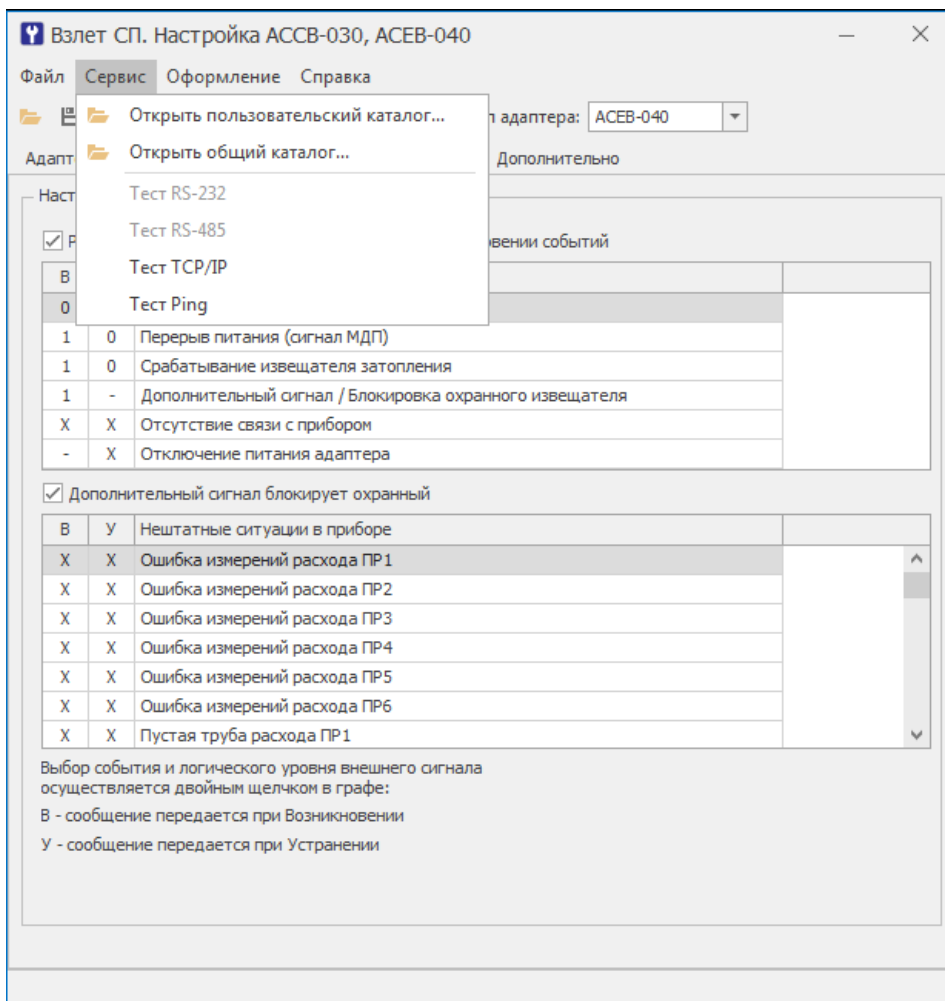 Взлет СП. Настройка АССВ-030, АСЕВ-040
Файл Сервис Оформление Справка
Открыть пользовательский каталог...
адаптера: АСЕВ-040
Открыть общий каталог...
Дополнительно
Тест RS-232
Тест RS-485
событий
Тест TCP/IP
В
Тест Ping
0
1 0 Перерыв питания (сигнал МДП)
1 0 Срабатывание извещателя затопления
1 - Дополнительный сигнал / Блокировка охранного извещателя
X X Отсутствие связи с прибором
- X Отключение питания адаптера
Дополнительный сигнал блокирует охранный
В У Нештатные ситуации в приборе
X X Ошибка измерений расхода ПР1
X X Ошибка измерений расхода ПР2
X X Ошибка измерений расхода ПР3
X X Ошибка измерений расхода ПР4
X X Ошибка измерений расхода ПР5
X X Ошибка измерений расхода ПР6
X X Пустая труба расхода ПР1
Выбор события и логического уровня внешнего сигнала
осуществляется двойным щелчком в графе:
В - сообщение передается при Возникновении
У - сообщение передается при Устранении